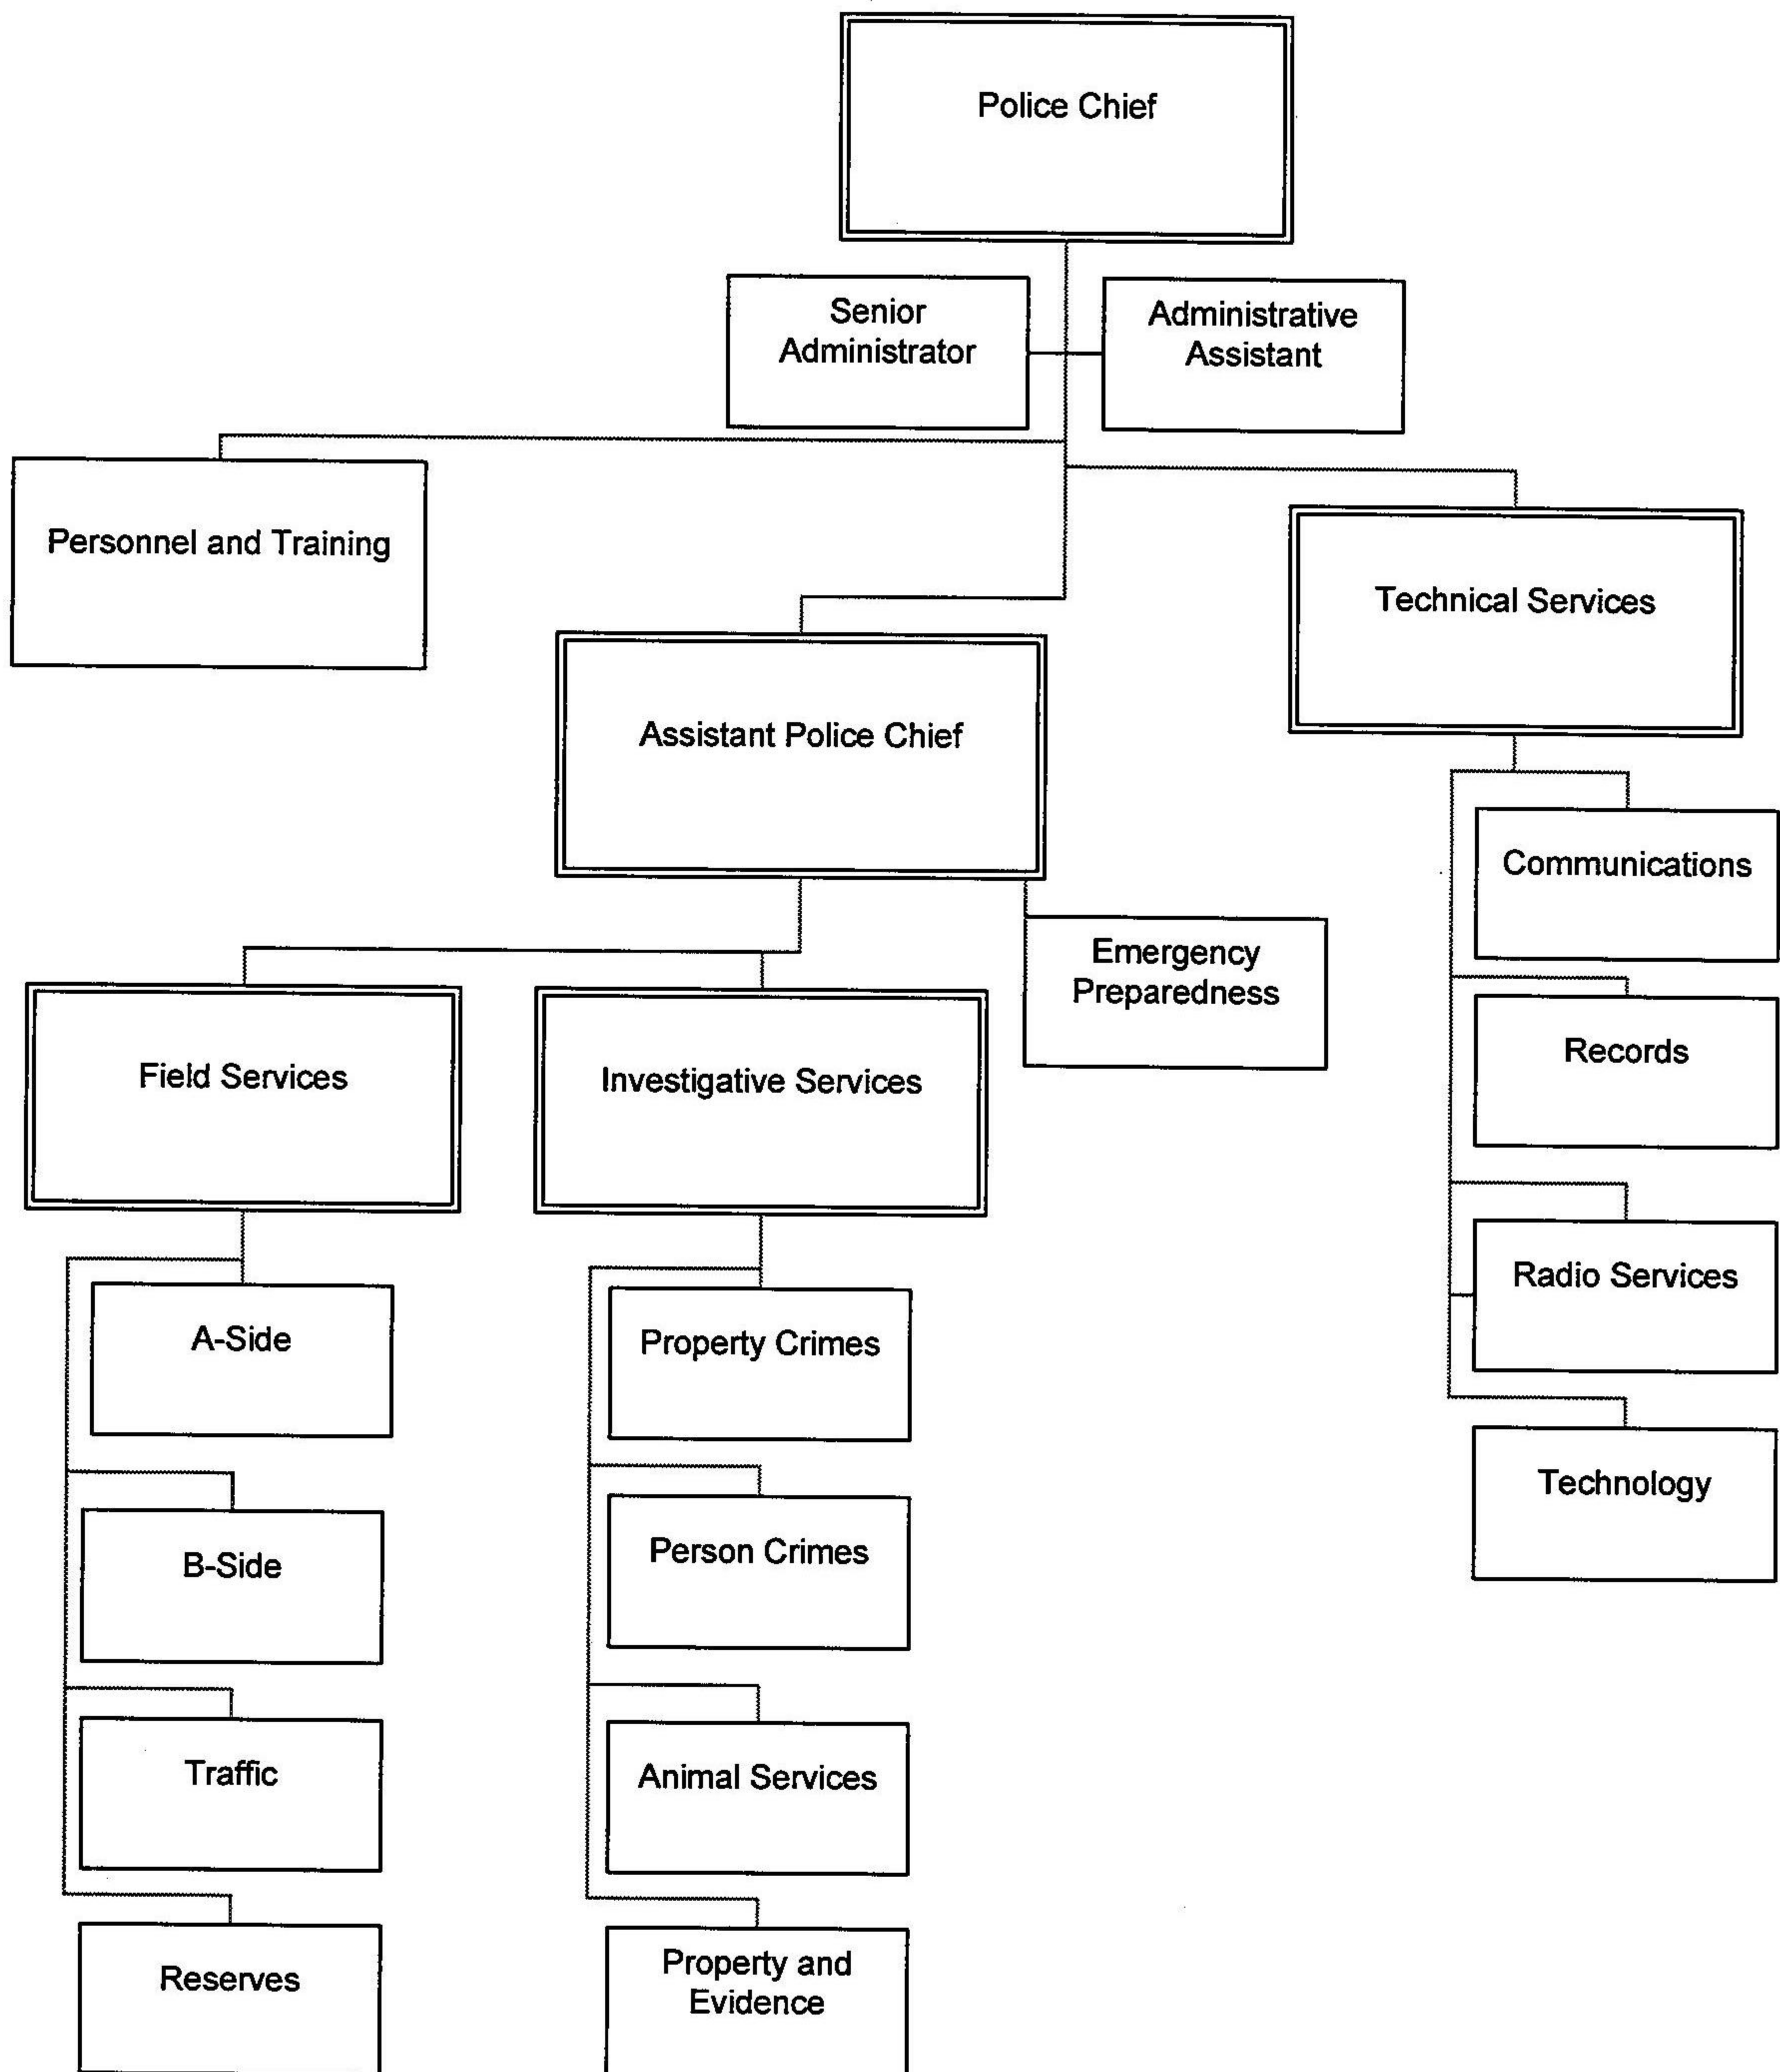 Police Chief
Senior
Administrator
Administrative
Assistant
Personnel and Training
Technical Services
Assistant Police Chief
Communications
Emergency
Preparedness
Records
Field Services
Investigative Services
Radio Services
A-Side
Property Crimes
Technology
B-Side
Person Crimes
Traffic
Animal Services
Reserves
Property and
Evidence